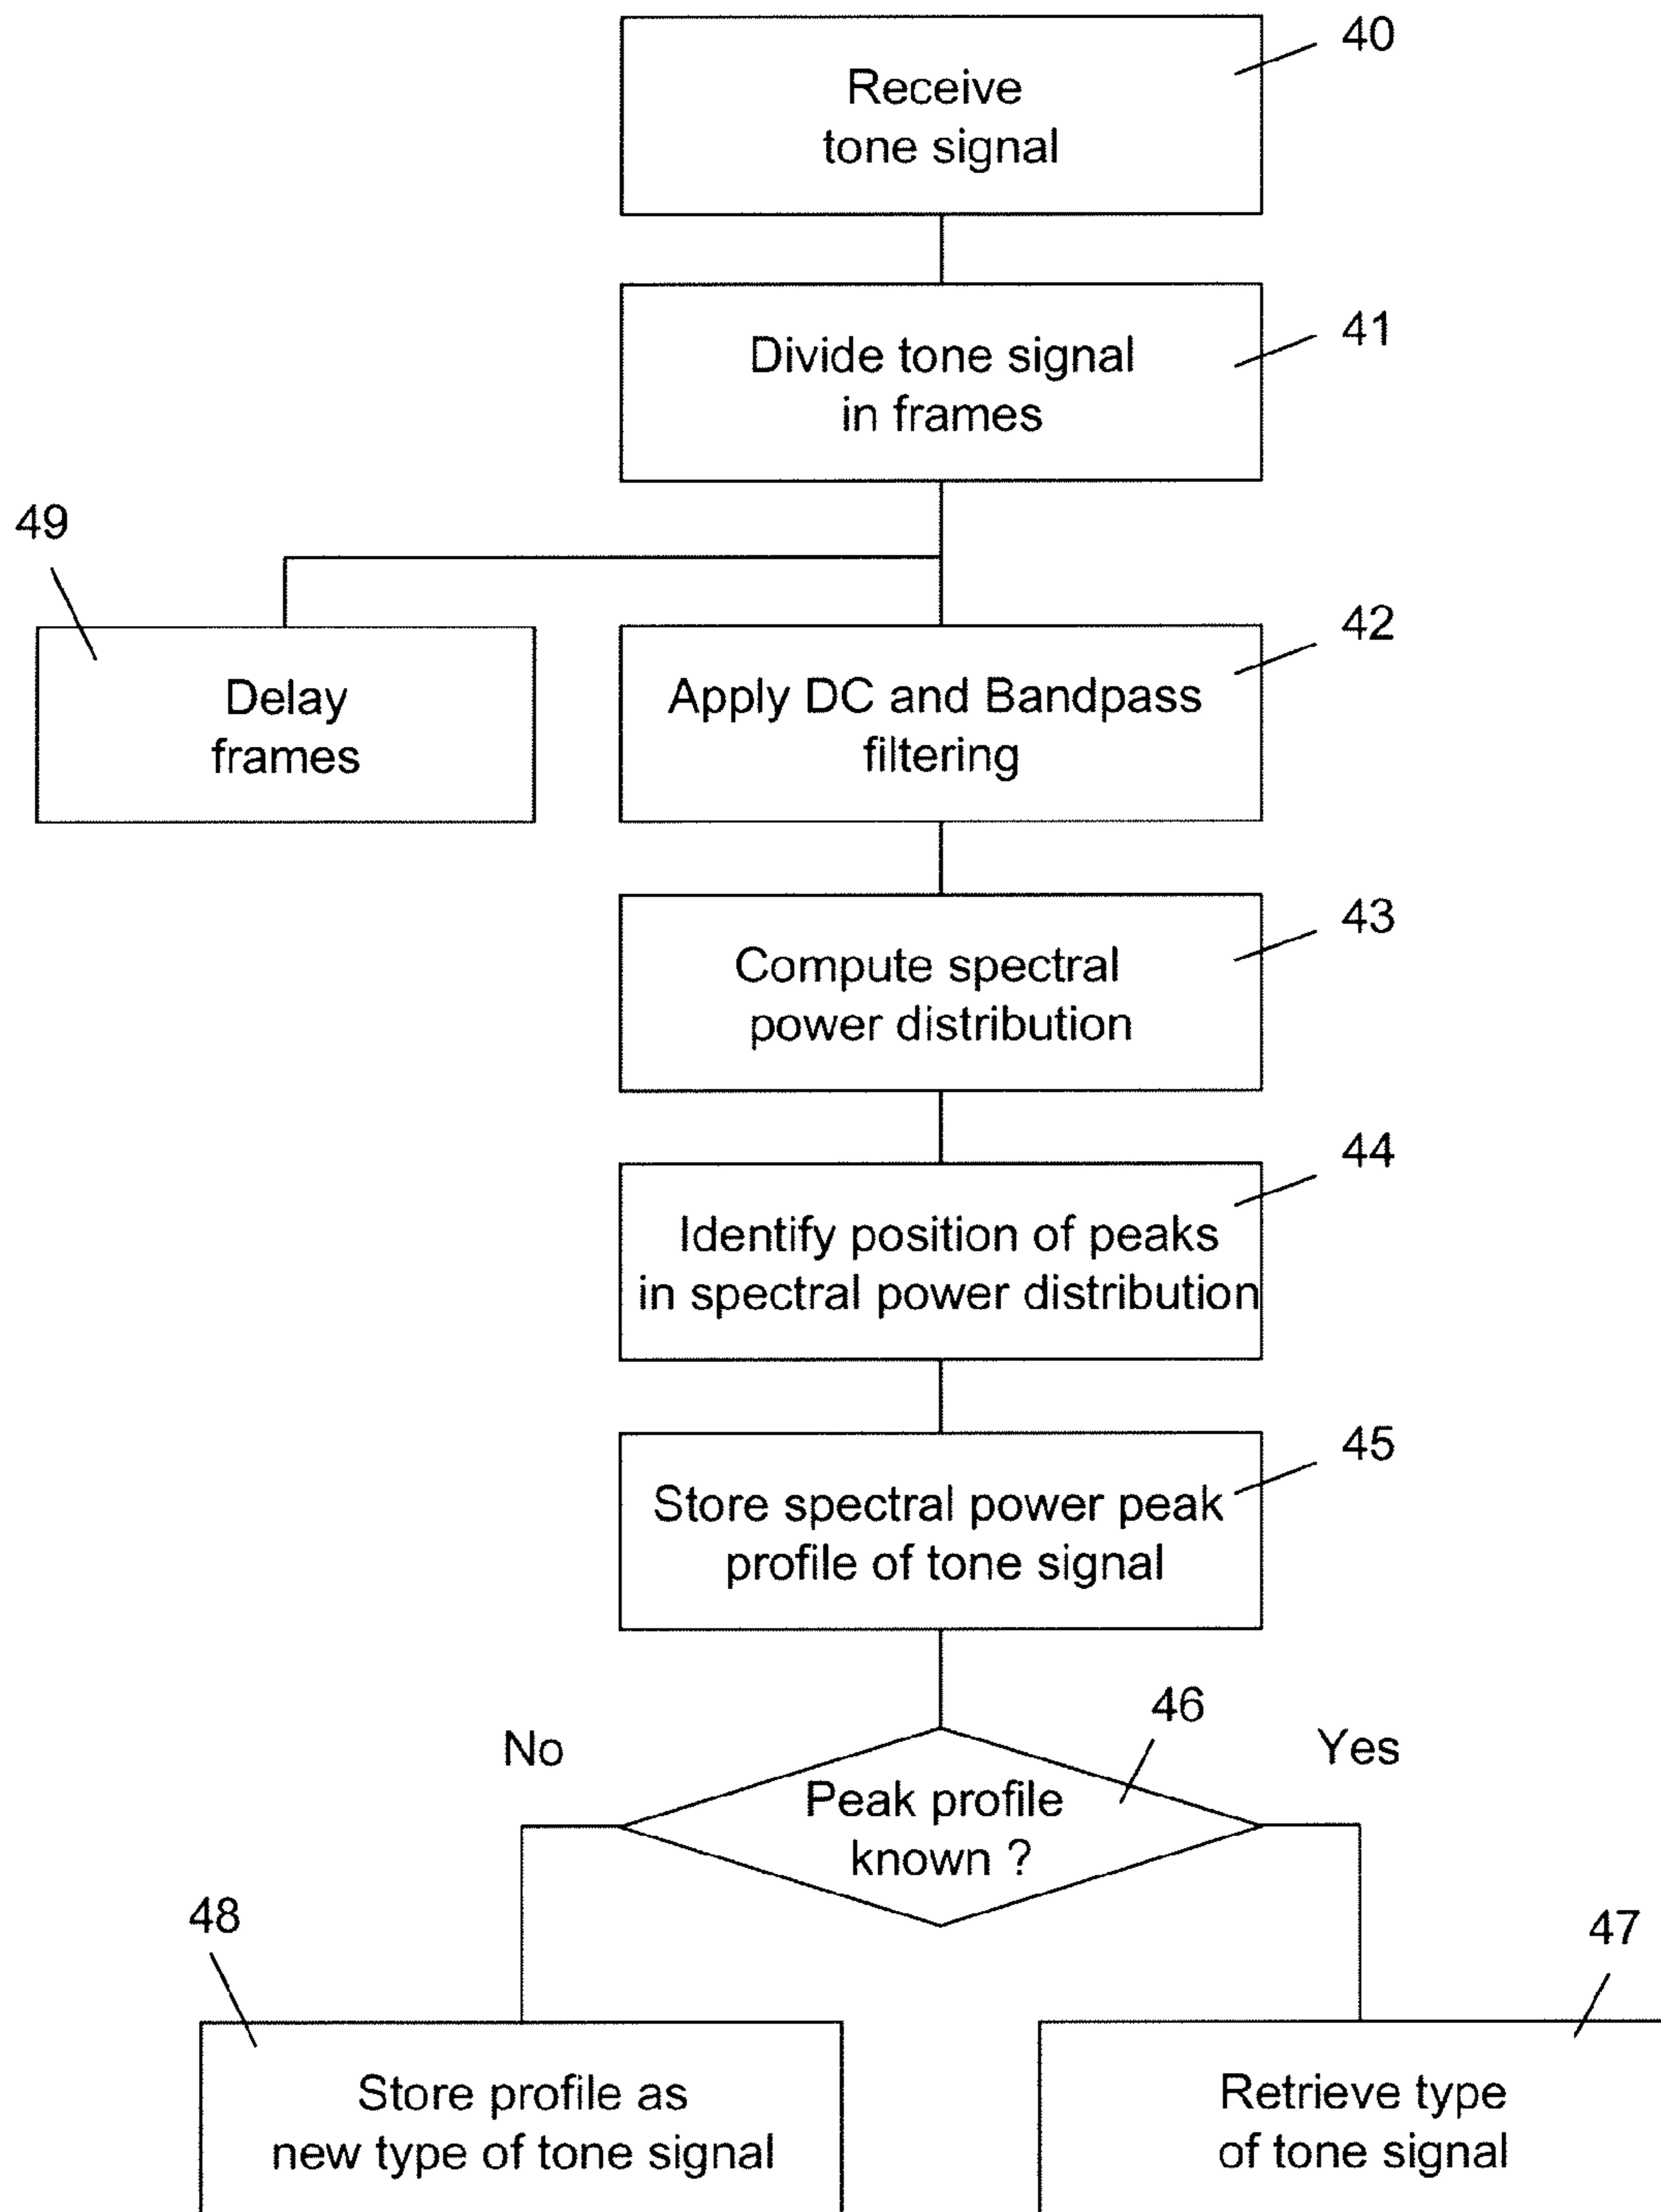 40
Receive
tone signal
41
Divide tone signal
in frames
49
Delay
frames
42
Apply DC and Bandpass
filtering
43
Compute spectral
power distribution
44
Identify position of peaks
in spectral power distribution
45
Store spectral power peak
profile of tone signal
46
No
Yes
Peak profile
known ?
48
Store profile as
new type of tone signal
47
Retrieve type
of tone signal